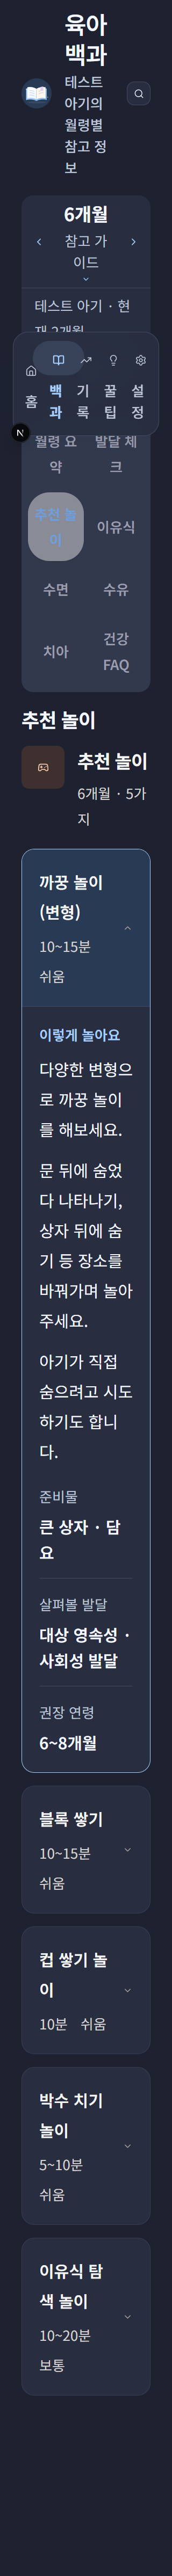 육아
백과
테스트
아기의
월령별
참고 정
보
6개월
참고 가
이드
테스트 아기 · 현
재 2개월
홈
백
과
기
록
꿀
팁
설
정
N
월령 요
약
발달 체
크
추천 놀
이
이유식
수면
수유
치아
건강
FAQ
추천 놀이
추천 놀이
6개월 · 5가
지
까꿍 놀이
(변형)
10~15분
쉬움
이렇게 놀아요
다양한 변형으
로 까꿍 놀이
를 해보세요.
문 뒤에 숨었
다 나타나기,
상자 뒤에 숨
기 등 장소를
바꿔가며 놀아
주세요.
아기가 직접
숨으려고 시도
하기도 합니
다.
준비물
큰 상자 · 담
요
살펴볼 발달
대상 영속성 ·
사회성 발달
권장 연령
6~8개월
블록 쌓기
10~15분
쉬움
컵 쌓기 놀
이
10분 쉬움
박수 치기
놀이
5~10분
쉬움
이유식 탐
색 놀이
10~20분
보통